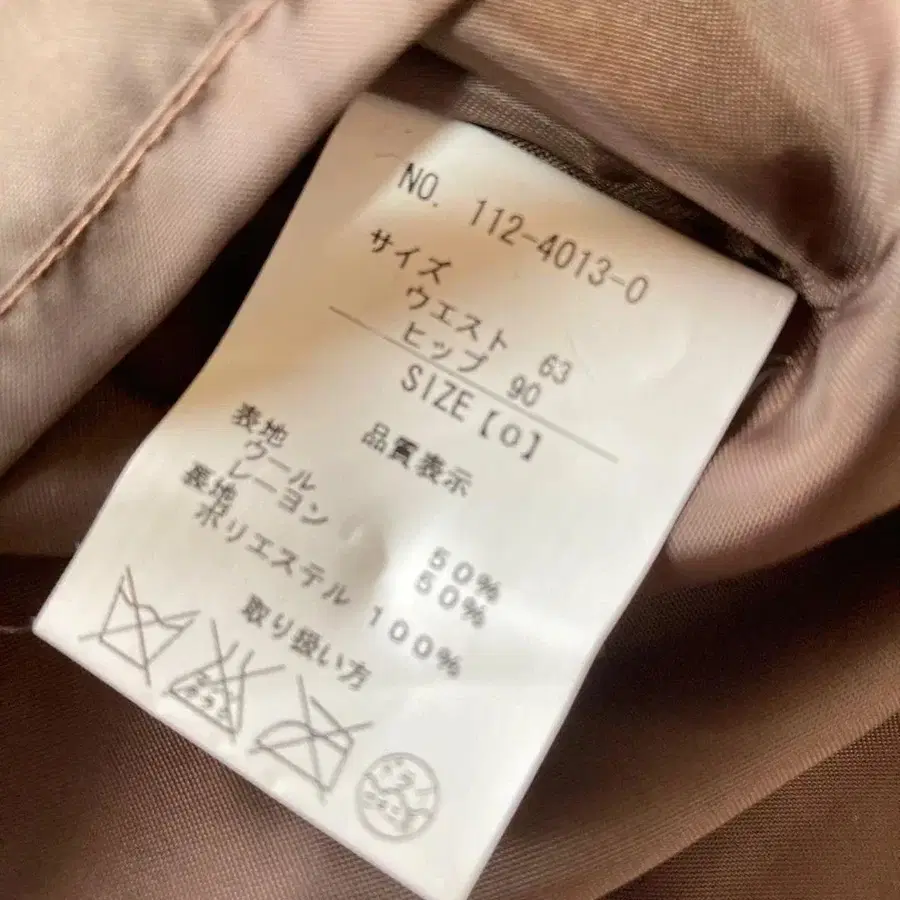 NO. 112-4013-0
サイズ
ウエスト 63
ヒップ 90
SIZE【0】
品質表示
表地
ウール 50%
レーヨン 50%
裏地
ポリエステル 100%
取り扱い方